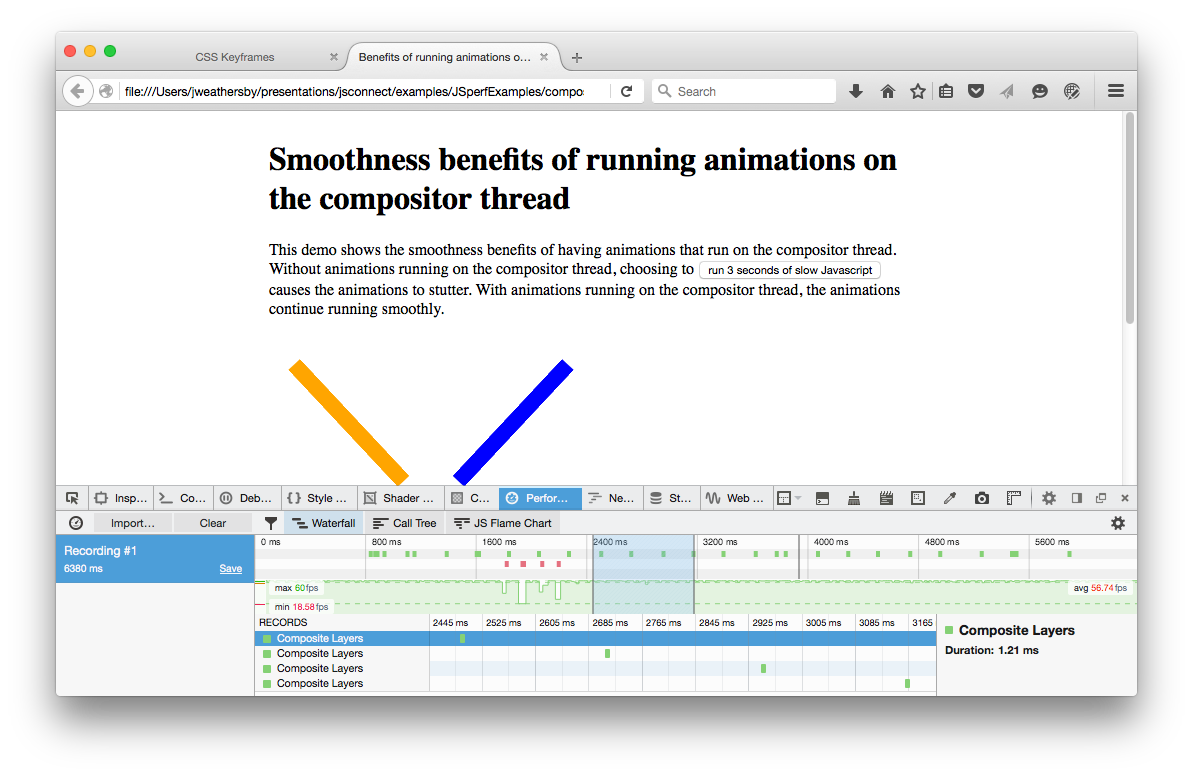 CSS Keyframes
Benefits of running animations o...
file:///Users/jweathersby/presentations/jsconnect/examples/JSperfExamples/compo
Search
Smoothness benefits of running animations on
the compositor thread
This demo shows the smoothness benefits of having animations that run on the compositor thread.
Without animations running on the compositor thread, choosing to run 3 seconds of slow Javascript
causes the animations to stutter. With animations running on the compositor thread, the animations
continue running smoothly.
Insp... Co... Deb... Style ... Shader ... C... Perfor... Ne... St... Web ...
Import... Clear Waterfall Call Tree JS Flame Chart
Recording #1
6380 ms Save
0 ms 800 ms 1600 ms 2400 ms 3200 ms 4000 ms 4800 ms 5600 ms
max 60fps avg 56.74fps
min 18.58fps
RECORDS 2445 ms 2525 ms 2605 ms 2685 ms 2765 ms 2845 ms 2925 ms 3005 ms 3085 ms 3165
Composite Layers
Composite Layers
Composite Layers
Composite Layers
Composite Layers
Duration: 1.21 ms